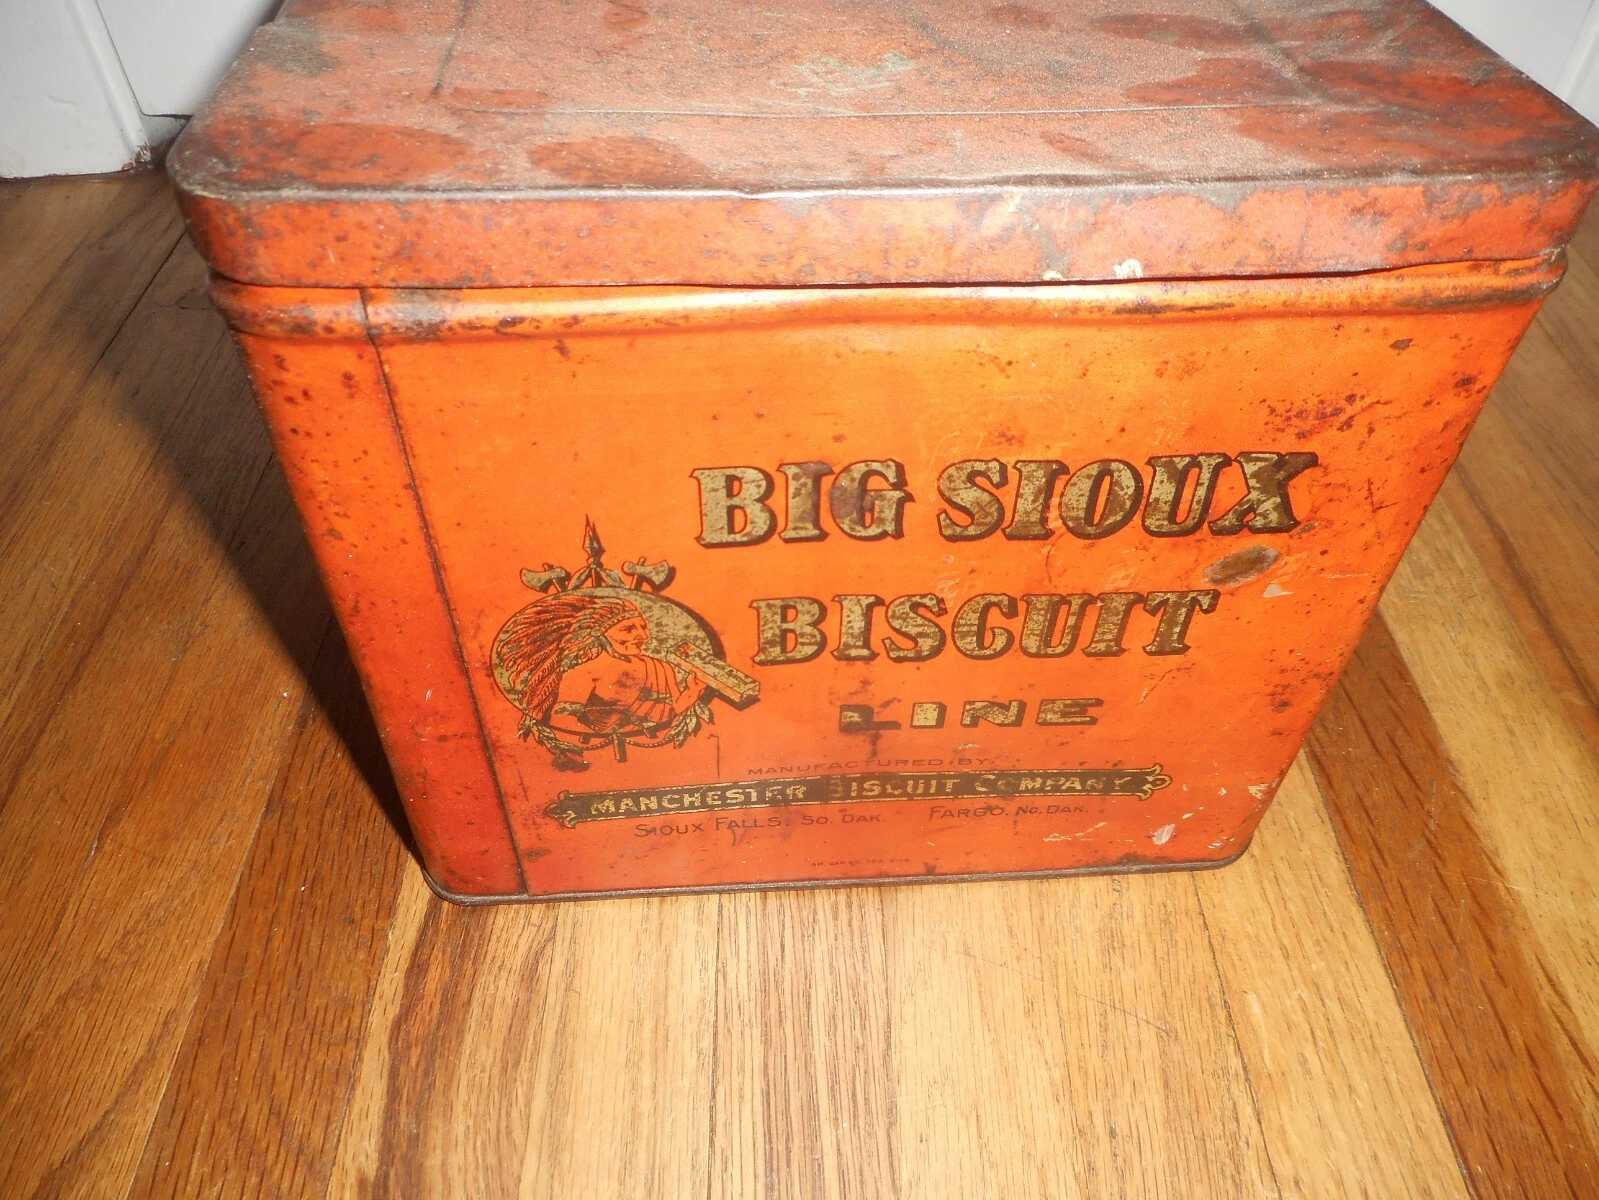 BIG SIOUX
BISCUIT
LINE
MANUFACTURED BY
MANCHESTER BISCUIT COMPANY
SIOUX FALLS. SO. DAK. FARGO. NO. DAK.